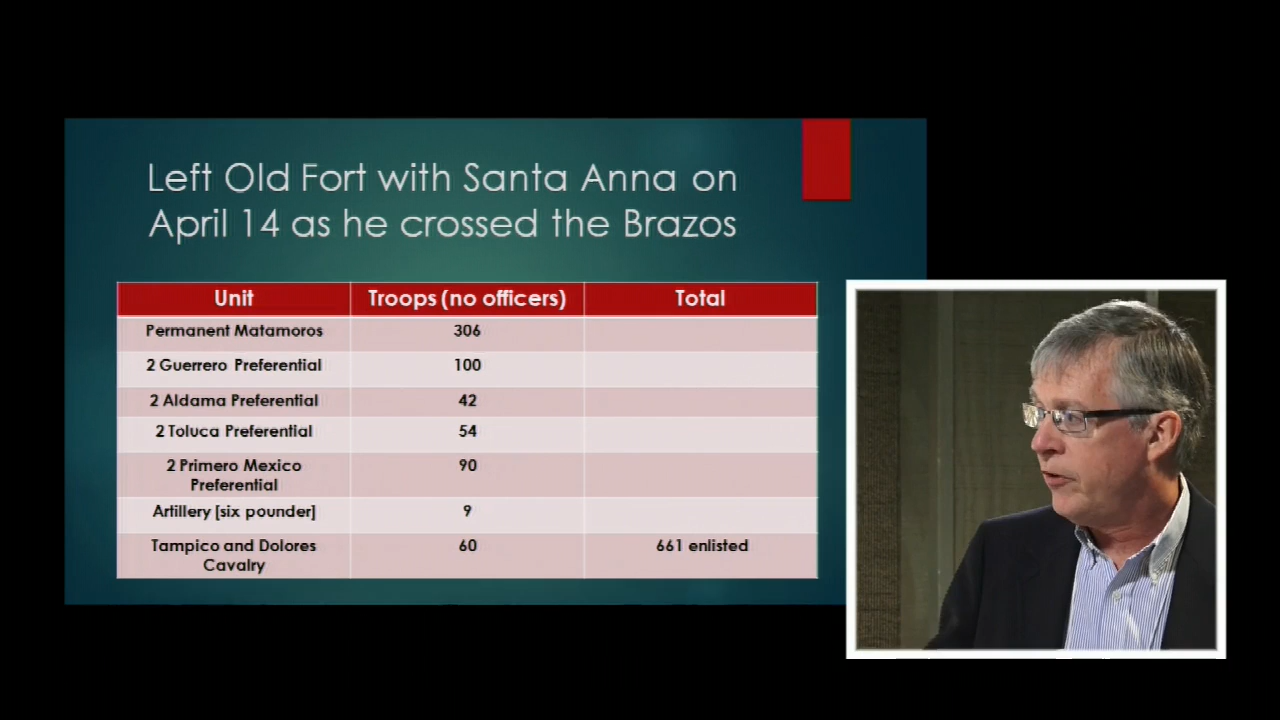 Left Old Fort with Santa Anna on
April 14 as he crossed the Brazos
Unit Troops (no officers) Total
Permanent Matamoros 306
2 Guerrero Preferential 100
2 Aldama Preferential 42
2 Toluca Preferential 54
2 Primero Mexico
Preferential 90
Artillery [six pounder] 9
Tampico and Dolores
Cavalry 60 661 enlisted